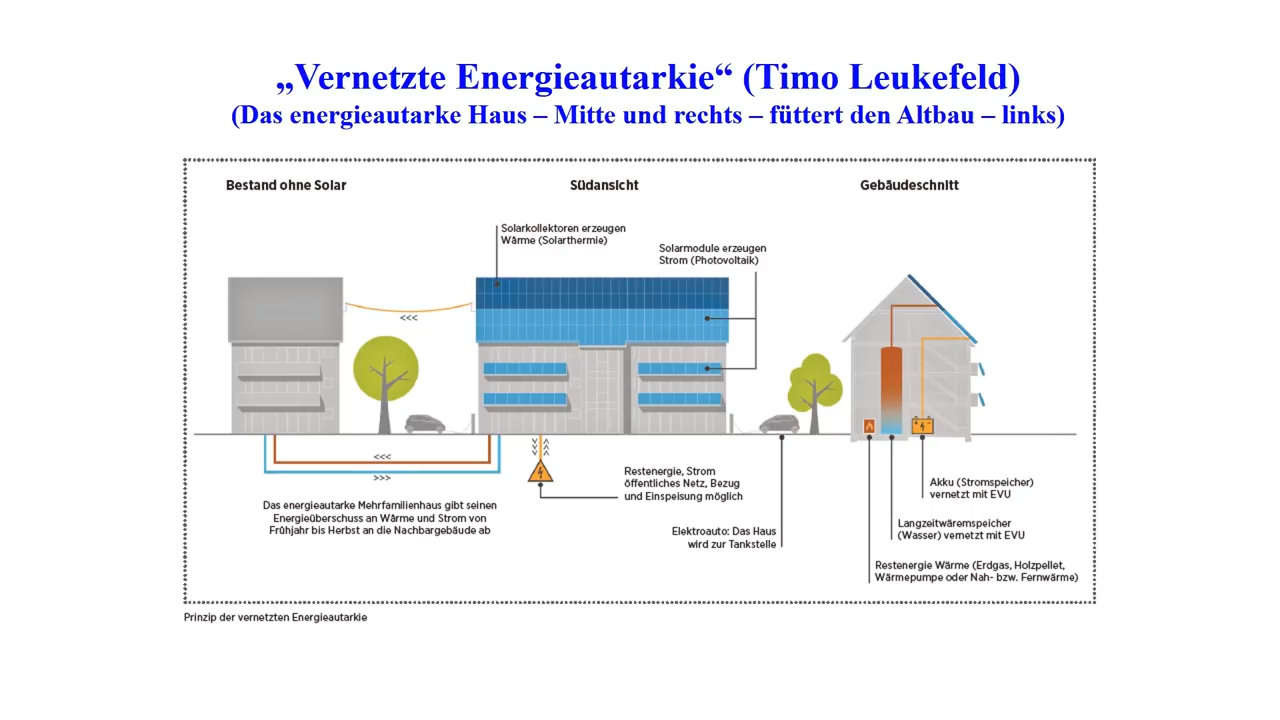 „Vernetzte Energieautarkie“ (Timo Leukefeld)
(Das energieautarke Haus – Mitte und rechts – füttert den Altbau – links)
Bestand ohne Solar
Südansicht
Gebäudeschnitt
Solarkollektoren erzeugen
Wärme (Solarthermie)
Solarmodule erzeugen
Strom (Photovoltaik)
<<<
<<<
>>>
Das energieautarke Mehrfamilienhaus gibt seinen
Energieüberschuss an Wärme und Strom von
Frühjahr bis Herbst an die Nachbargebäude ab
Restenergie, Strom
öffentliches Netz, Bezug
und Einspeisung möglich
Elektroauto: Das Haus
wird zur Tankstelle
Akku (Stromspeicher)
vernetzt mit EVU
Langzeitwäremspeicher
(Wasser) vernetzt mit EVU
Restenergie Wärme (Erdgas, Holzpellet,
Wärmepumpe oder Nah- bzw. Fernwärme)
Prinzip der vernetzten Energieautarkie